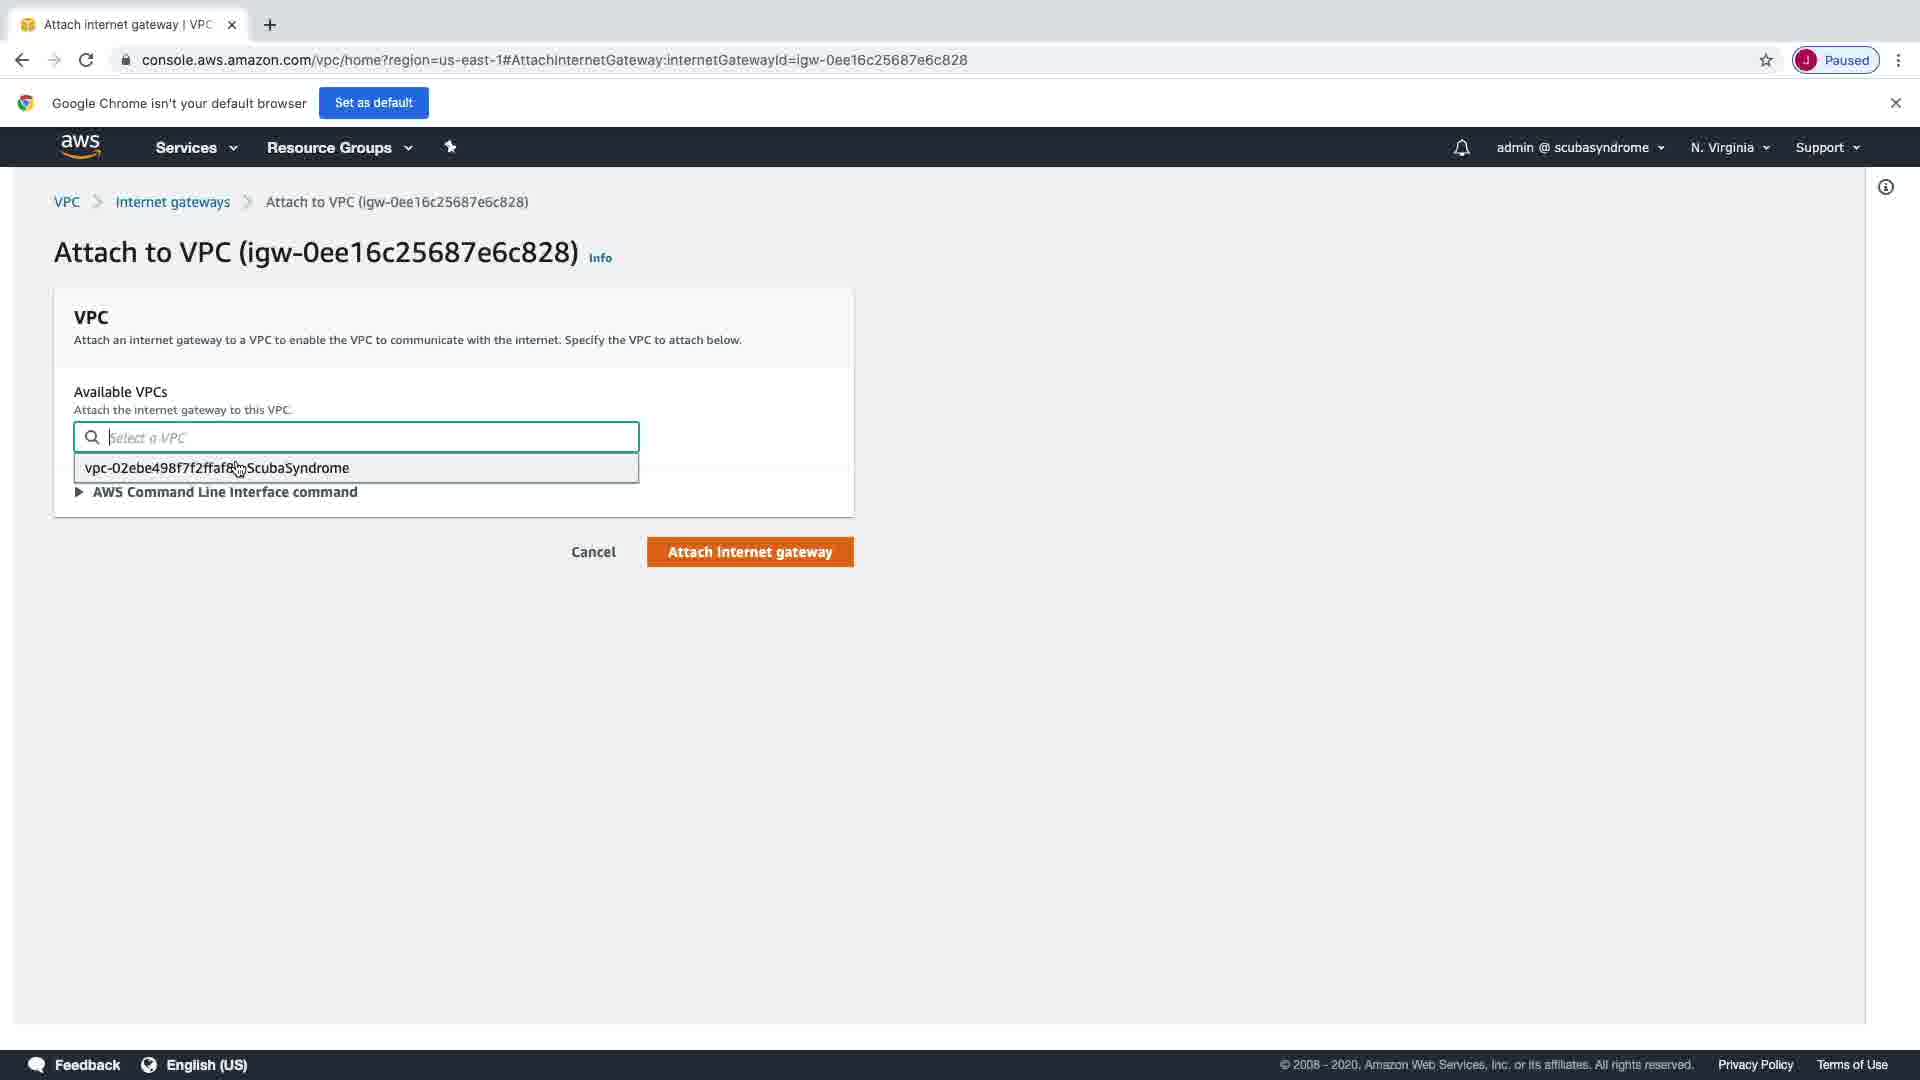 Attach internet gateway | VPC
console.aws.amazon.com/vpc/home?region=us-east-1#AttachInternetGateway:internetGatewayId=igw-0ee16c25687e6c828
J Paused
Google Chrome isn't your default browser
Set as default
aws
Services
Resource Groups
admin @ scubasyndrome
N. Virginia
Support
VPC
Internet gateways
Attach to VPC (igw-0ee16c25687e6c828)
Attach to VPC (igw-0ee16c25687e6c828) Info
VPC
Attach an internet gateway to a VPC to enable the VPC to communicate with the internet. Specify the VPC to attach below.
Available VPCs
Attach the internet gateway to this VPC.
Select a VPC
ScubaSyndrome
AWS Command Line Interface command
Cancel
Attach internet gateway
Feedback
English (US)
© 2008 - 2020, Amazon Web Services, Inc. or its affiliates. All rights reserved.
Privacy Policy
Terms of Use